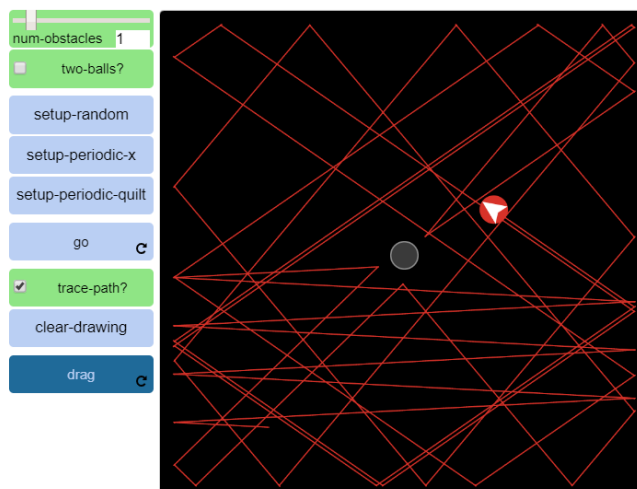 num-obstacles 1
two-balls?
setup-random
setup-periodic-x
setup-periodic-quilt
go
trace-path?
clear-drawing
drag